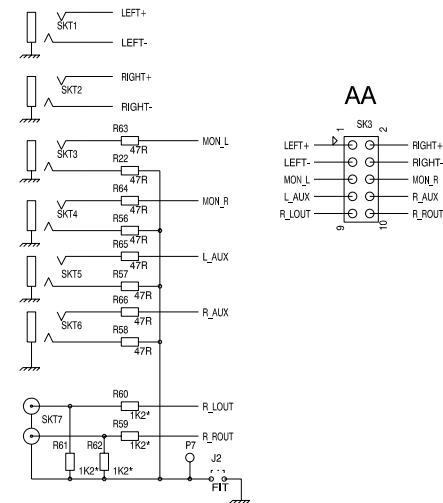 LEFT+
SKT1
LEFT-
RIGHT+
SKT2
RIGHT-
R63
MON_L
SKT3
47R
R22
47R
R64
MON_R
SKT4
47R
R56
47R
R65
L_AUX
SKT5
47R
R57
47R
R66
R_AUX
SKT6
47R
R58
47R
R60
R_LOUT
SKT7
1K2*
R59
R_ROUT
P7
R61
R62
1K2*
J2
1K2*
1K2*
FIT
AA
SK3
1
2
LEFT+
RIGHT+
LEFT-
RIGHT-
MON_L
MON_R
L_AUX
R_AUX
R_LOUT
R_ROUT
9
10